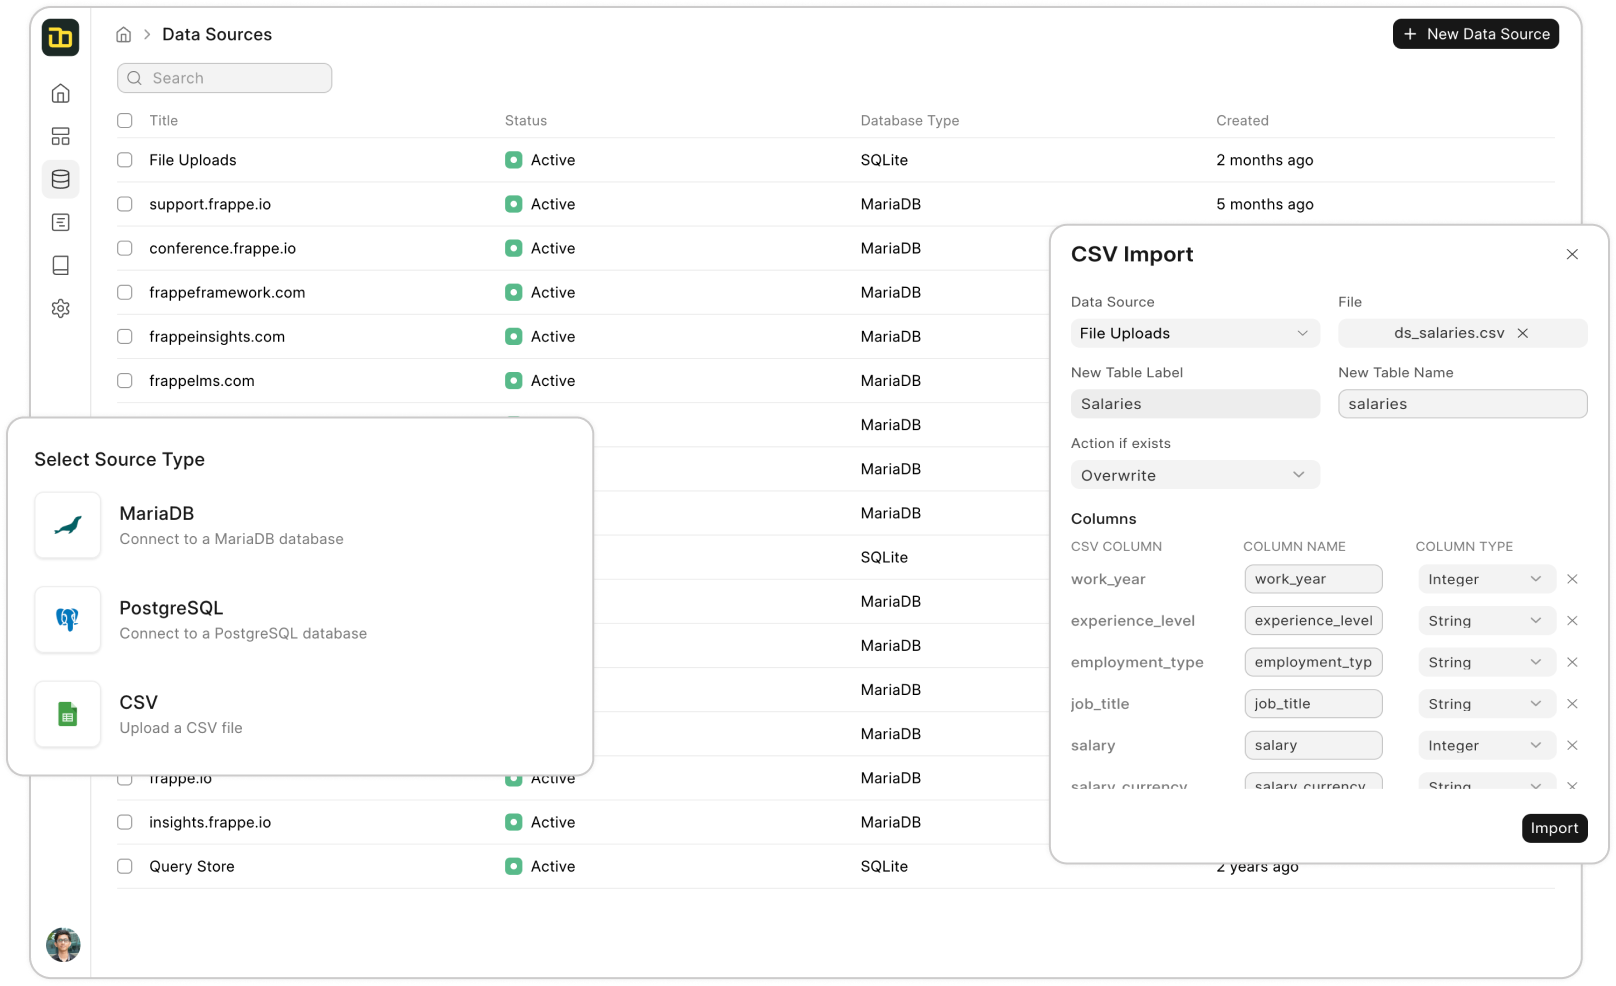 Data Sources
+ New Data Source
Search
Title Status Database Type Created
File Uploads Active SQLite 2 months ago
support.frappe.io Active MariaDB 5 months ago
conference.frappe.io Active MariaDB
frappeframework.com Active MariaDB
frappeinsights.com Active MariaDB
frappelms.com Active MariaDB
MariaDB
MariaDB
MariaDB
SQLite
MariaDB
MariaDB
MariaDB
MariaDB
frappe.io Active MariaDB
insights.frappe.io Active MariaDB
Query Store Active SQLite 2 years ago
Select Source Type
MariaDB
Connect to a MariaDB database
PostgreSQL
Connect to a PostgreSQL database
CSV
Upload a CSV file
CSV Import
Data Source File
File Uploads ds_salaries.csv
New Table Label New Table Name
Salaries salaries
Action if exists
Overwrite
Columns
CSV COLUMN COLUMN NAME COLUMN TYPE
work_year work_year Integer
experience_level experience_level String
employment_type employment_typ String
job_title job_title String
salary salary Integer
salary_currency salary_currency String
Import